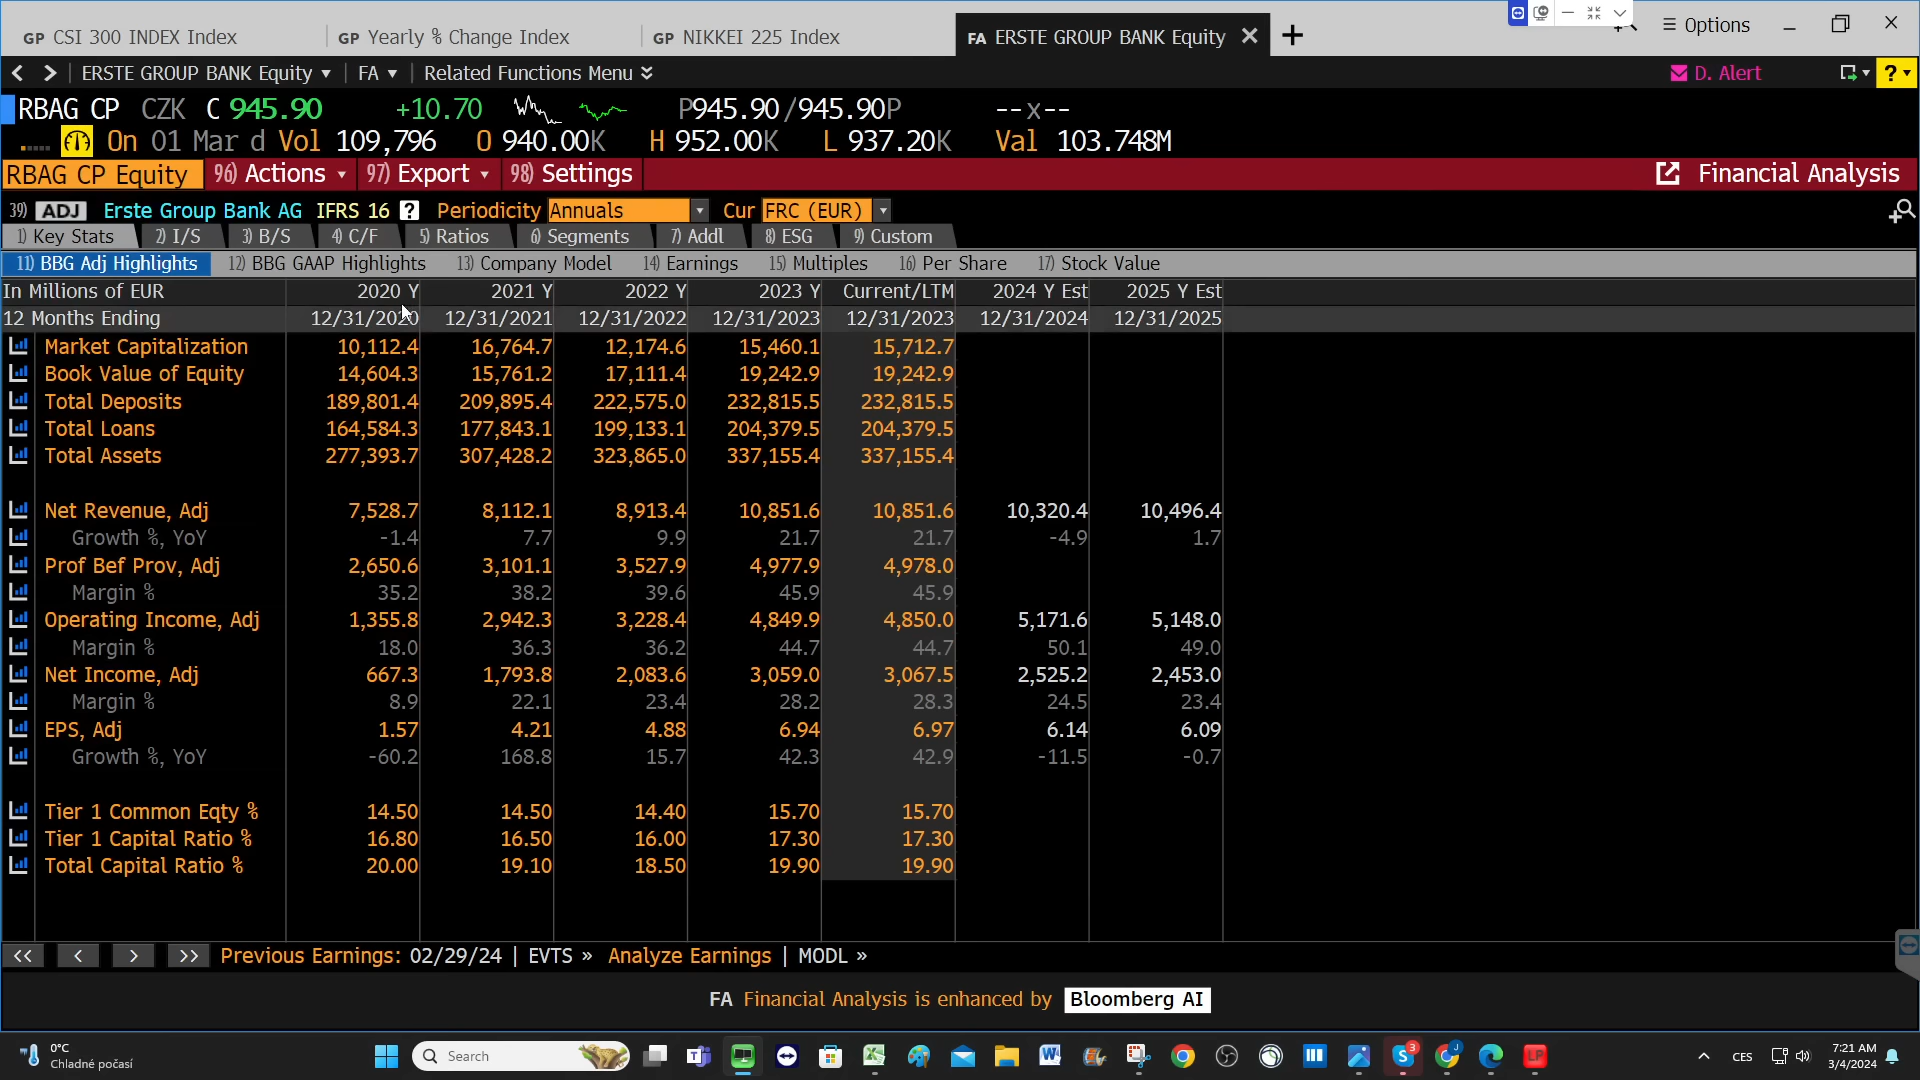 GP CSI 300 INDEX Index GP Yearly % Change Index GP NIKKEI 225 Index FA ERSTE GROUP BANK Equity × +
≡ Options
< > ERSTE GROUP BANK Equity ▾ FA ▾ Related Functions Menu
D. Alert ?
RBAG CP CZK C 945.90 +10.70 P945.90/945.90P --x--
On 01 Mar d Vol 109,796 O 940.00K H 952.00K L 937.20K Val 103.748M
RBAG CP Equity 96) Actions 97) Export 98) Settings Financial Analysis
39) ADJ Erste Group Bank AG IFRS 16 ? Periodicity Annuals Cur FRC (EUR)
1) Key Stats 2) I/S 3) B/S 4) C/F 5) Ratios 6) Segments 7) Addl 8) ESG 9) Custom
11) BBG Adj Highlights 12) BBG GAAP Highlights 13) Company Model 14) Earnings 15) Multiples 16) Per Share 17) Stock Value
In Millions of EUR 2020 Y 2021 Y 2022 Y 2023 Y Current/LTM 2024 Y Est 2025 Y Est
12 Months Ending 12/31/2020 12/31/2021 12/31/2022 12/31/2023 12/31/2023 12/31/2024 12/31/2025
Market Capitalization 10,112.4 16,764.7 12,174.6 15,460.1 15,712.7
Book Value of Equity 14,604.3 15,761.2 17,111.4 19,242.9 19,242.9
Total Deposits 189,801.4 209,895.4 222,575.0 232,815.5 232,815.5
Total Loans 164,584.3 177,843.1 199,133.1 204,379.5 204,379.5
Total Assets 277,393.7 307,428.2 323,865.0 337,155.4 337,155.4
Net Revenue, Adj 7,528.7 8,112.1 8,913.4 10,851.6 10,851.6 10,320.4 10,496.4
Growth %, YoY -1.4 7.7 9.9 21.7 21.7 -4.9 1.7
Prof Bef Prov, Adj 2,650.6 3,101.1 3,527.9 4,977.9 4,978.0
Margin % 35.2 38.2 39.6 45.9 45.9
Operating Income, Adj 1,355.8 2,942.3 3,228.4 4,849.9 4,850.0 5,171.6 5,148.0
Margin % 18.0 36.3 36.2 44.7 44.7 50.1 49.0
Net Income, Adj 667.3 1,793.8 2,083.6 3,059.0 3,067.5 2,525.2 2,453.0
Margin % 8.9 22.1 23.4 28.2 28.3 24.5 23.4
EPS, Adj 1.57 4.21 4.88 6.94 6.97 6.14 6.09
Growth %, YoY -60.2 168.8 15.7 42.3 42.9 -11.5 -0.7
Tier 1 Common Eqty % 14.50 14.50 14.40 15.70 15.70
Tier 1 Capital Ratio % 16.80 16.50 16.00 17.30 17.30
Total Capital Ratio % 20.00 19.10 18.50 19.90 19.90
<< < > >> Previous Earnings: 02/29/24 | EVTS » Analyze Earnings | MODL »
FA Financial Analysis is enhanced by Bloomberg AI
0°C
Chladné počasí
Search
CES
7:21 AM
3/4/2024